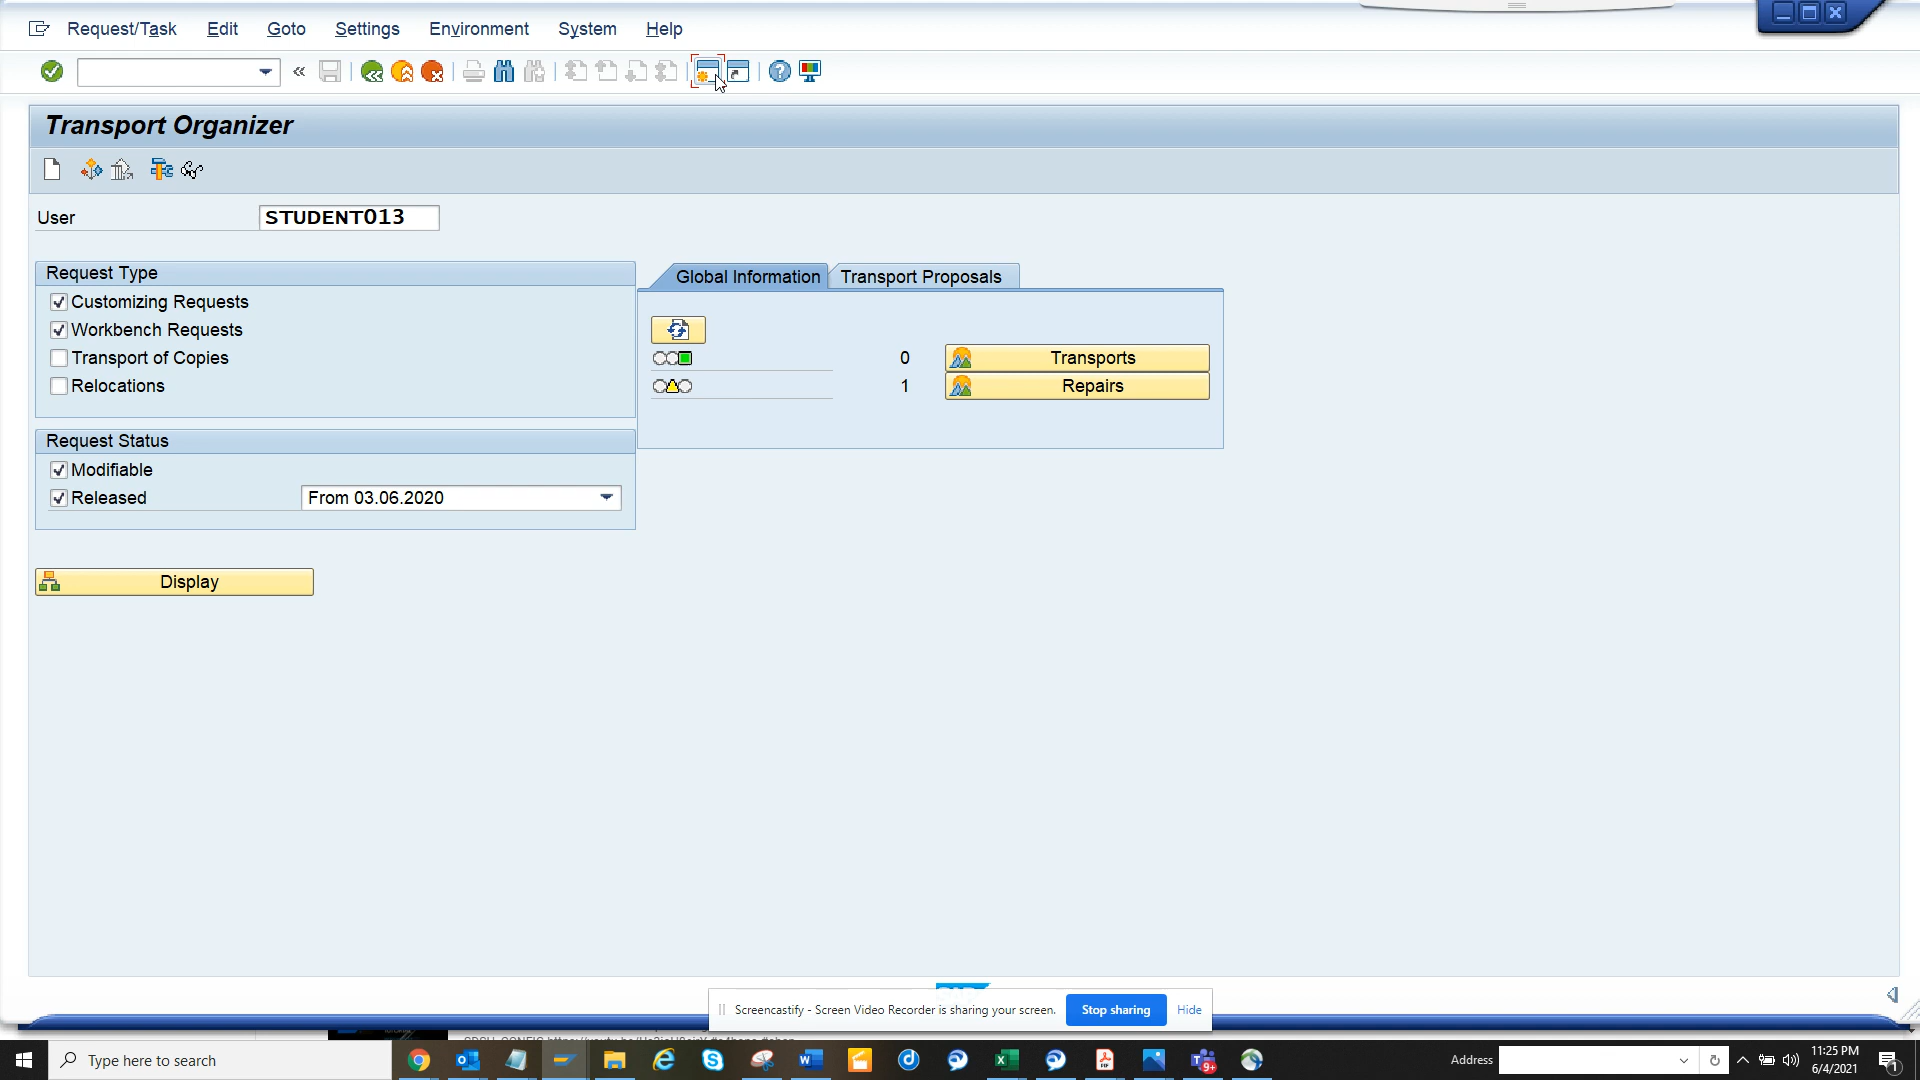 Request/Task Edit Goto Settings Environment System Help
Transport Organizer
User STUDENT013
Request Type
Customizing Requests
Workbench Requests
Transport of Copies
Relocations
Global Information Transport Proposals
0 Transports
1 Repairs
Request Status
Modifiable
Released From 03.06.2020
Display
Screencastify - Screen Video Recorder is sharing your screen. Stop sharing Hide
Type here to search
9+
Address
11:25 PM
6/4/2021
1